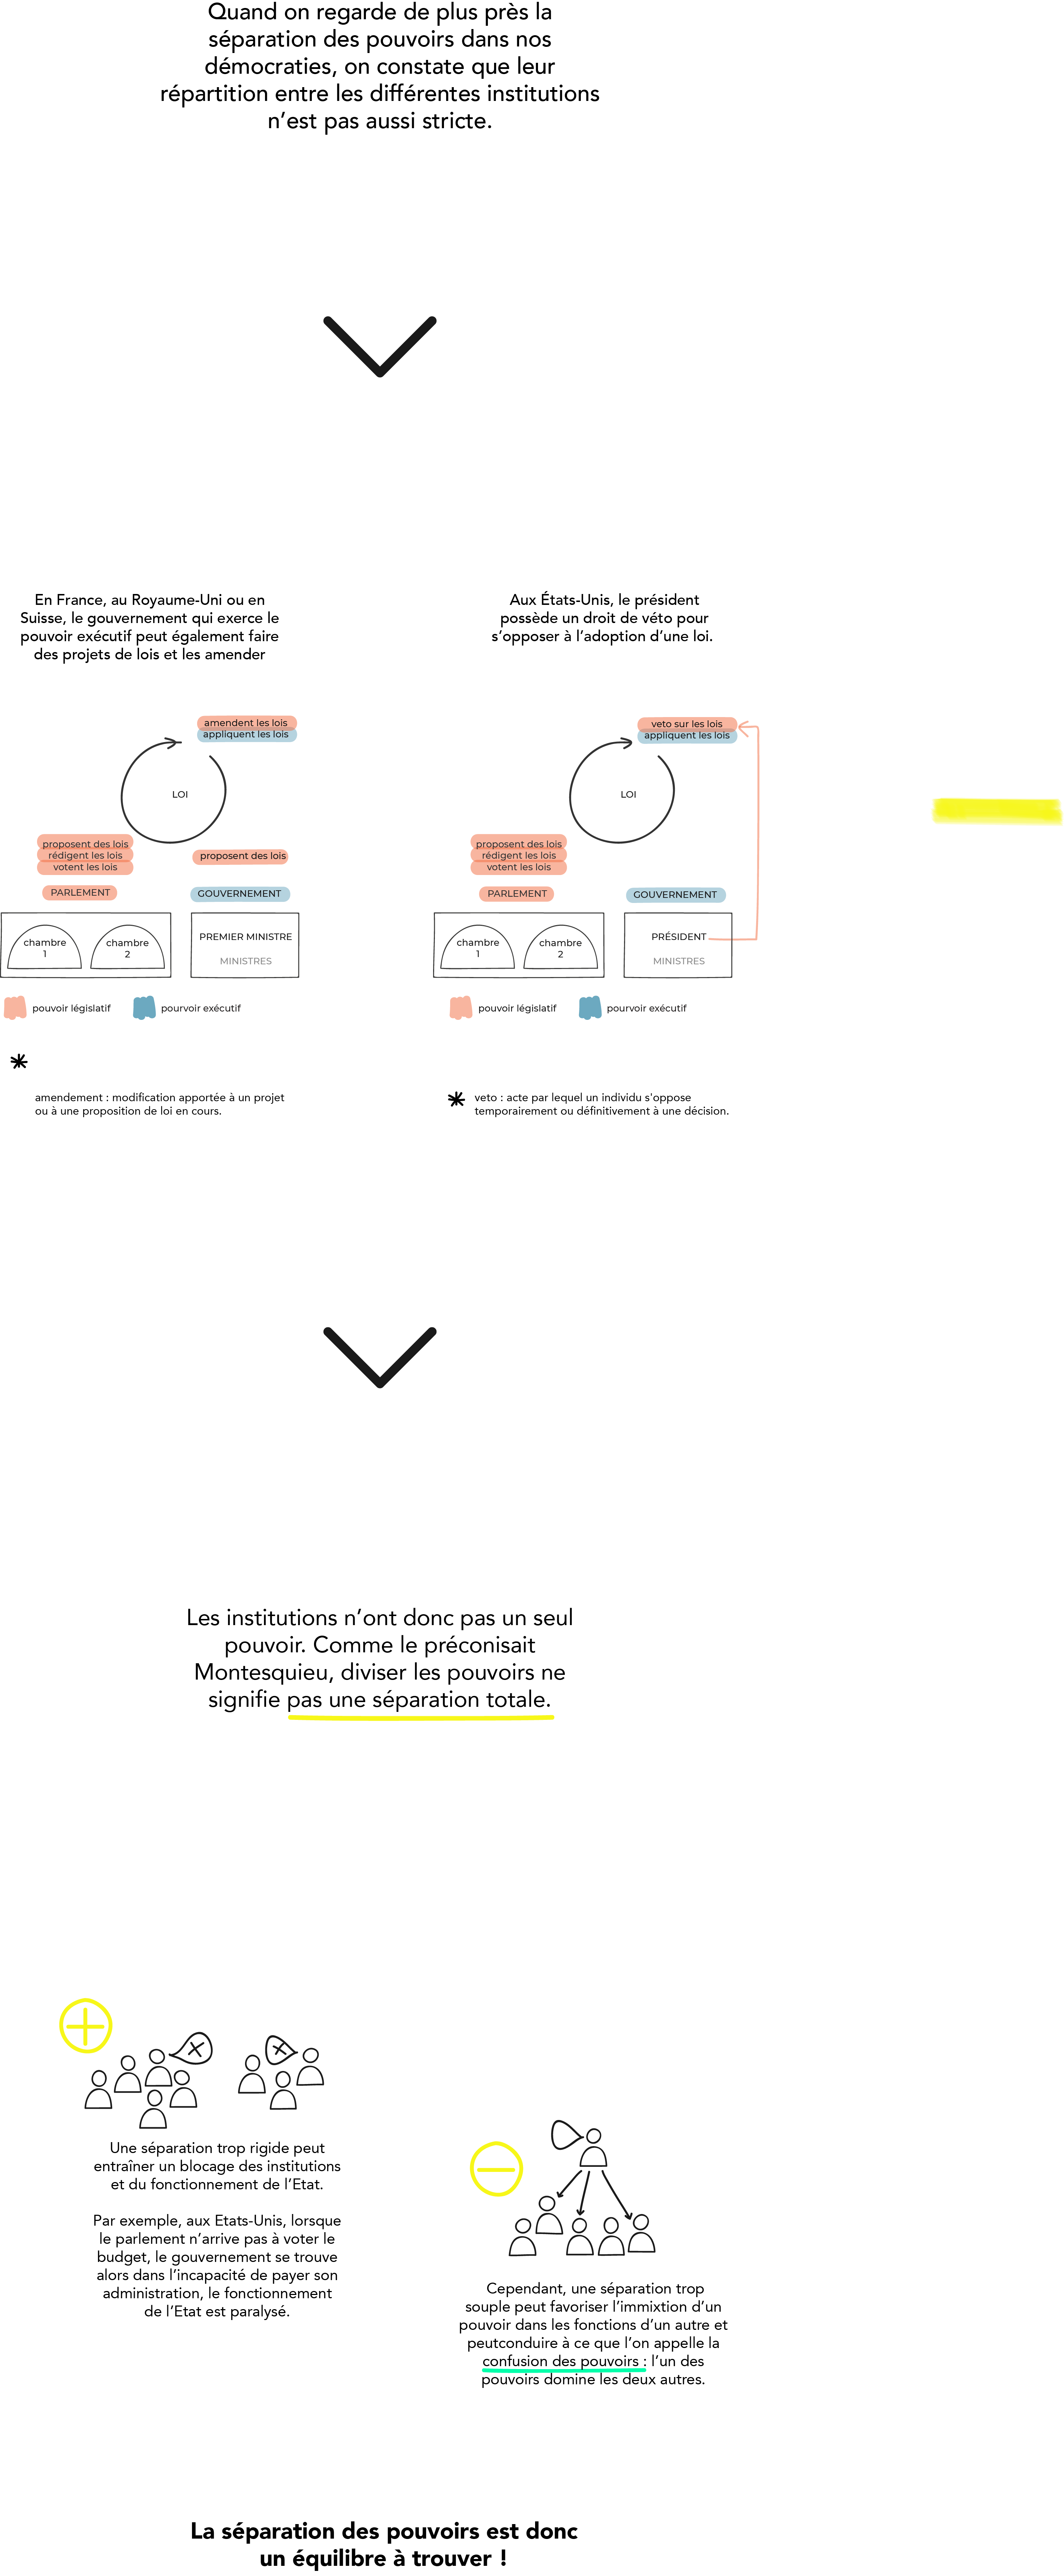 Quand on regarde de plus près la
séparation des pouvoirs dans nos
démocraties, on constate que leur
répartition entre les différentes institutions
n’est pas aussi stricte.
En France, au Royaume-Uni ou en
Suisse, le gouvernement qui exerce le
pouvoir exécutif peut également faire
des projets de lois et les amender
amendent les lois
appliquent les lois
LOI
proposent des lois
rédigent les lois
votent les lois
proposent des lois
PARLEMENT
GOUVERNEMENT
chambre
1
chambre
2
PREMIER MINISTRE
MINISTRES
pouvoir législatif
pourvoir exécutif
amendement : modification apportée à un projet
ou à une proposition de loi en cours.
Aux États-Unis, le président
possède un droit de véto pour
s’opposer à l’adoption d’une loi.
veto sur les lois
appliquent les lois
LOI
proposent des lois
rédigent les lois
votent les lois
PARLEMENT
GOUVERNEMENT
chambre
1
chambre
2
PRÉSIDENT
MINISTRES
pouvoir législatif
pourvoir exécutif
veto : acte par lequel un individu s'oppose
temporairement ou définitivement à une décision.
Les institutions n’ont donc pas un seul
pouvoir. Comme le préconisait
Montesquieu, diviser les pouvoirs ne
signifie pas une séparation totale.
Une séparation trop rigide peut
entraîner un blocage des institutions
et du fonctionnement de l’Etat.
Par exemple, aux Etats-Unis, lorsque
le parlement n’arrive pas à voter le
budget, le gouvernement se trouve
alors dans l’incapacité de payer son
administration, le fonctionnement
de l’Etat est paralysé.
Cependant, une séparation trop
souple peut favoriser l’immixtion d’un
pouvoir dans les fonctions d’un autre et
peutconduire à ce que l’on appelle la
confusion des pouvoirs : l’un des
pouvoirs domine les deux autres.
La séparation des pouvoirs est donc
un équilibre à trouver !